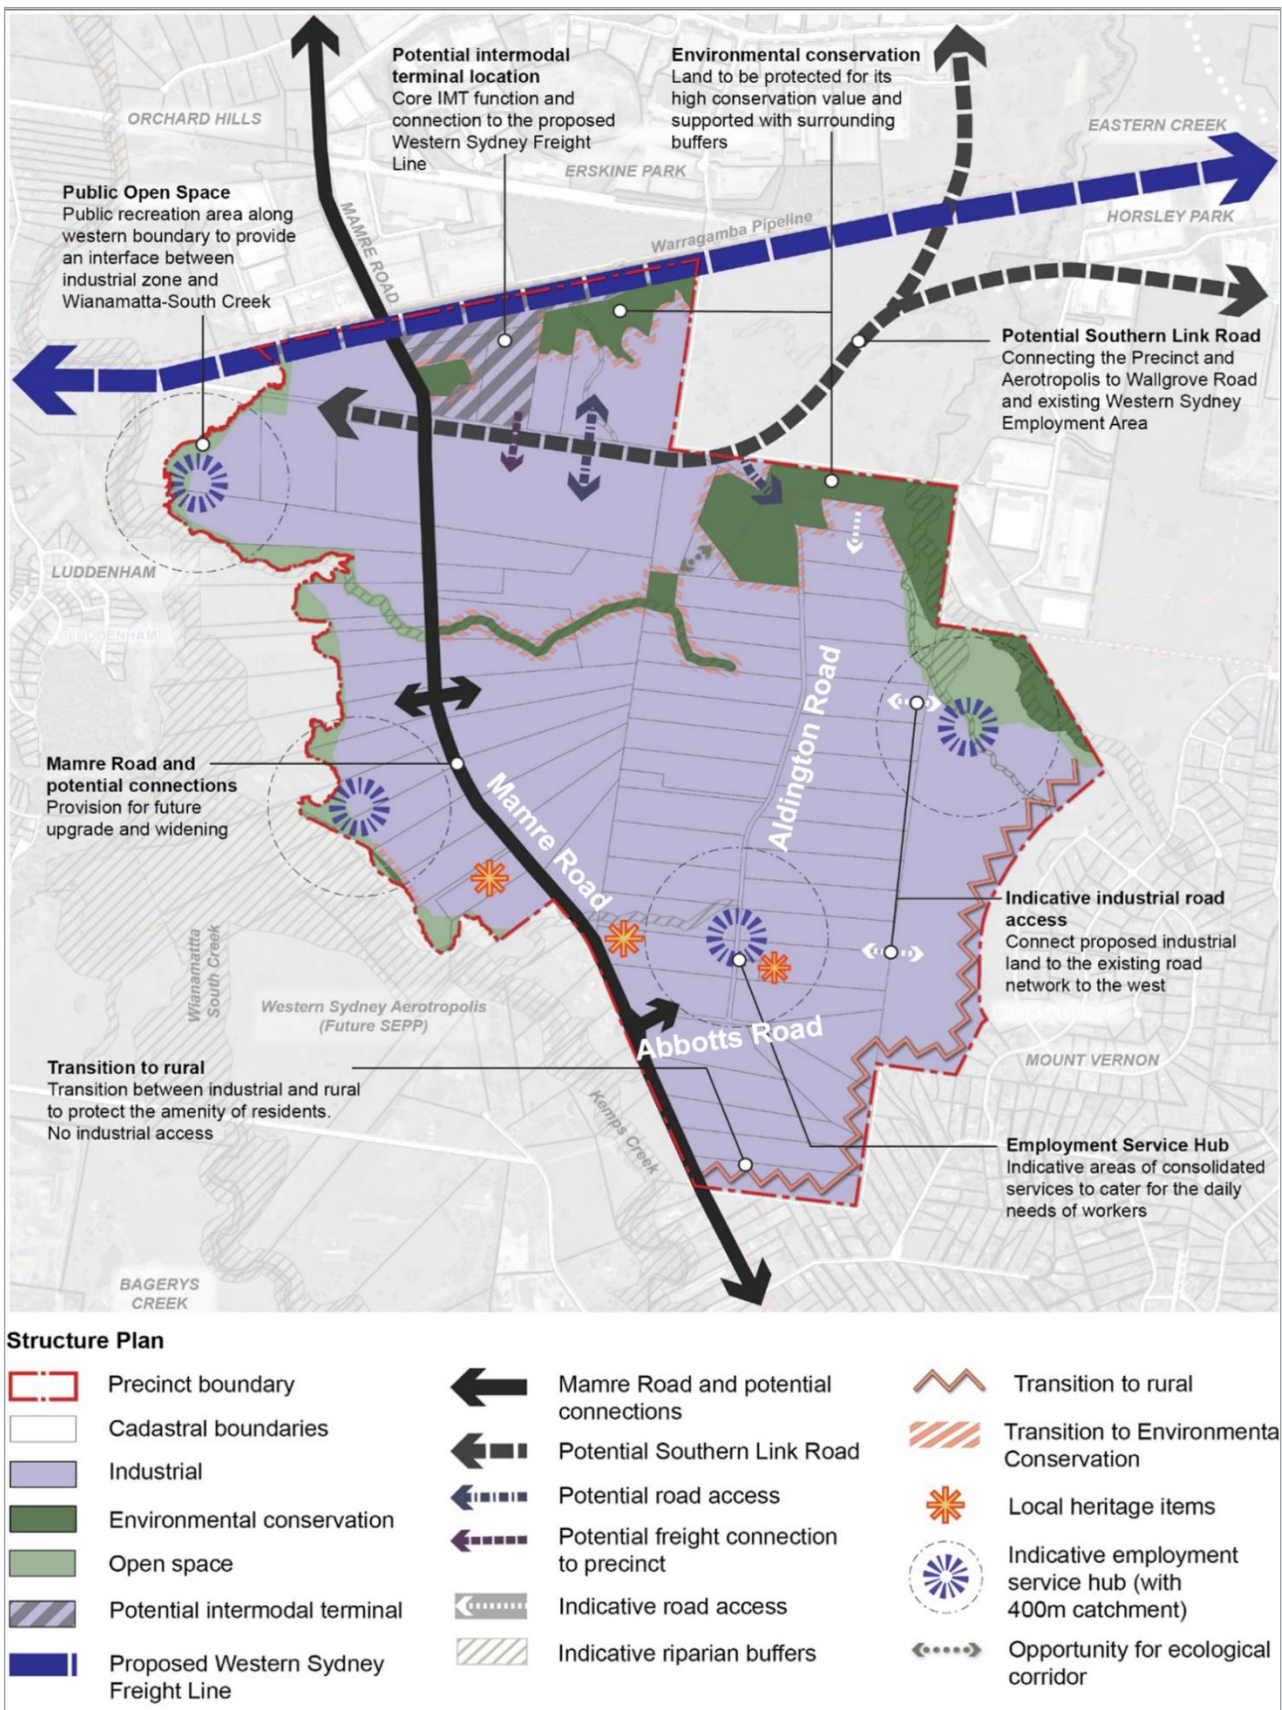 ORCHARD HILLS
Potential intermodal
terminal location
Core IMT function and
connection to the proposed
Western Sydney Freight
Line
Environmental conservation
Land to be protected for its
high conservation value and
supported with surrounding
buffers
EASTERN CREEK
ERSKINE PARK
Public Open Space
Public recreation area along
western boundary to provide
an interface between
industrial zone and
Wianamatta-South Creek
MAMRE ROAD
Warragamba Pipeline
HORSLEY PARK
Potential Southern Link Road
Connecting the Precinct and
Aerotropolis to Wallgrove Road
and existing Western Sydney
Employment Area
LUDDENHAM
LUDDENHAM
Aldington Road
Mamre Road and
potential connections
Provision for future
upgrade and widening
Mamre Road
Indicative industrial road
access
Connect proposed industrial
land to the existing road
network to the west
Wianamattta
South Creek
Western Sydney Aerotropolis
(Future SEPP)
Abbotts Road
MOUNT VERNON
Transition to rural
Transition between industrial and rural
to protect the amenity of residents.
No industrial access
Kemps Creek
Employment Service Hub
Indicative areas of consolidated
services to cater for the daily
needs of workers
BAGERYS
CREEK
Structure Plan
Precinct boundary
Cadastral boundaries
Industrial
Environmental conservation
Open space
Potential intermodal terminal
Proposed Western Sydney
Freight Line
Mamre Road and potential
connections
Potential Southern Link Road
Potential road access
Potential freight connection
to precinct
Indicative road access
Indicative riparian buffers
Transition to rural
Transition to Environmenta
Conservation
Local heritage items
Indicative employment
service hub (with
400m catchment)
Opportunity for ecological
corridor